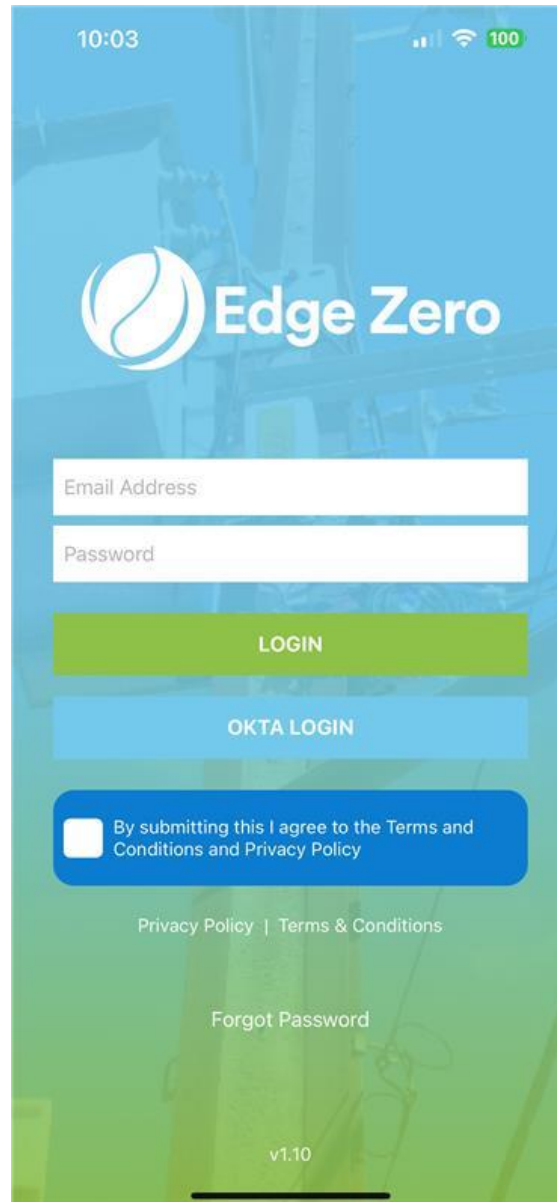 10:03
100
Edge Zero
Email Address
Password
LOGIN
OKTA LOGIN
By submitting this I agree to the Terms and
Conditions and Privacy Policy
Privacy Policy | Terms & Conditions
Forgot Password
v1.10